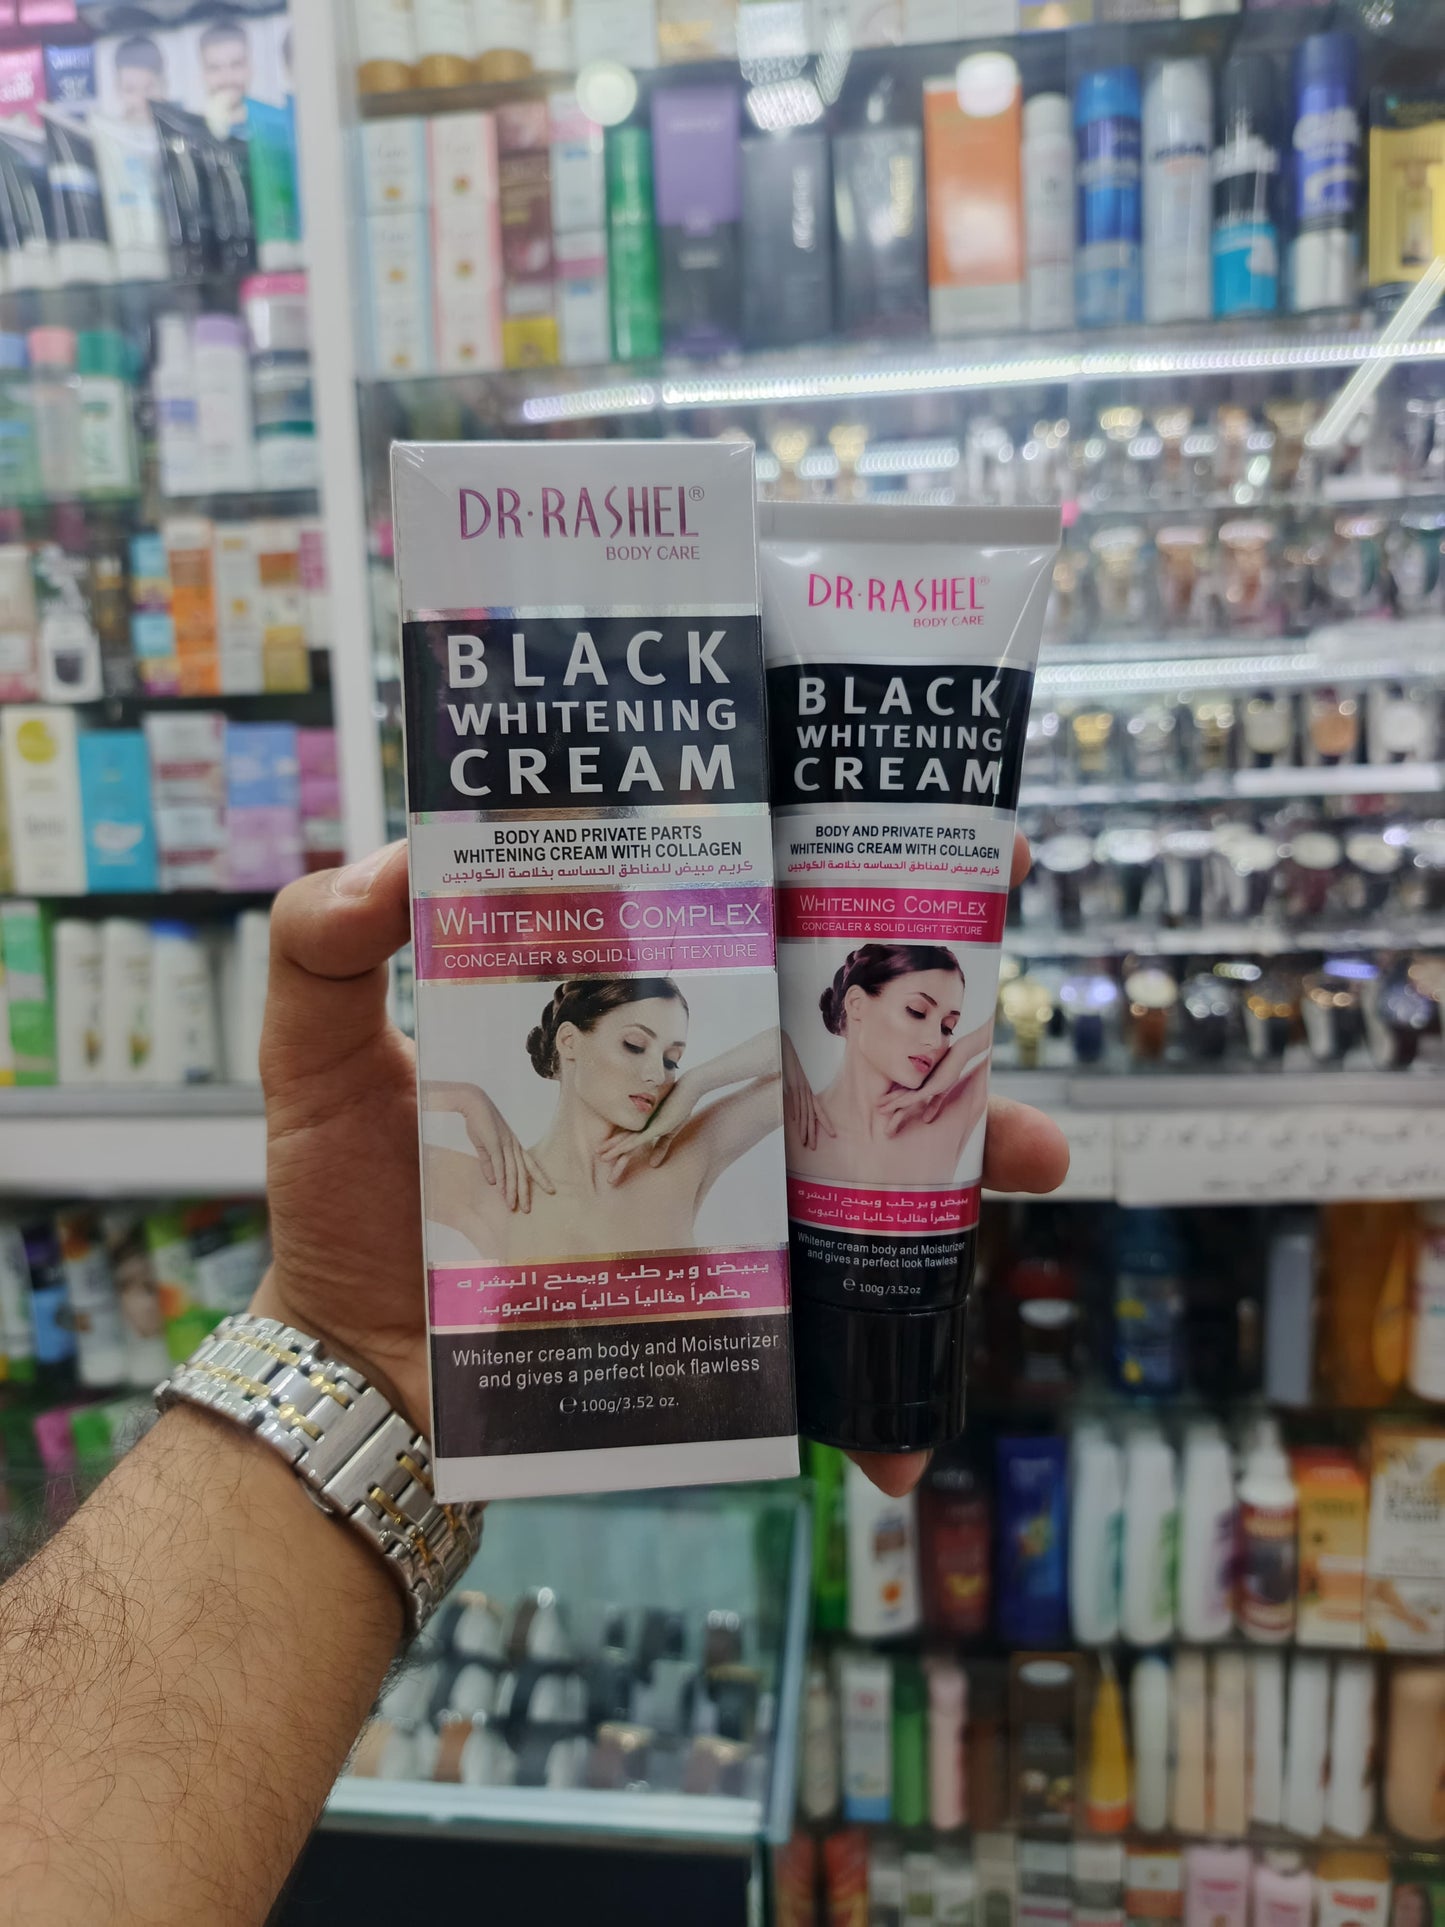 DR·RASHEL®
BODY CARE
BLACK
WHITENING
CREAM
BODY AND PRIVATE PARTS
WHITENING CREAM WITH COLLAGEN
كريم مبيض للمناطق الحساسه بخلاصة الكولجين
WHITENING COMPLEX
CONCEALER & SOLID LIGHT TEXTURE
يبيض ويرطب ويمنح البشره
مظهراً مثالياً خالياً من العيوب.
Whitener cream body and Moisturizer
and gives a perfect look flawless
℮ 100g/3.52 oz.
DR·RASHEL®
BODY CARE
BLACK
WHITENING
CREAM
BODY AND PRIVATE PARTS
WHITENING CREAM WITH COLLAGEN
كريم مبيض للمناطق الحساسه بخلاصة الكولجين
WHITENING COMPLEX
CONCEALER & SOLID LIGHT TEXTURE
يبيض ويرطب ويمنح البشره
مظهراً مثالياً خالياً من العيوب.
Whitener cream body and Moisturizer
and gives a perfect look flawless
℮ 100g/3.52oz